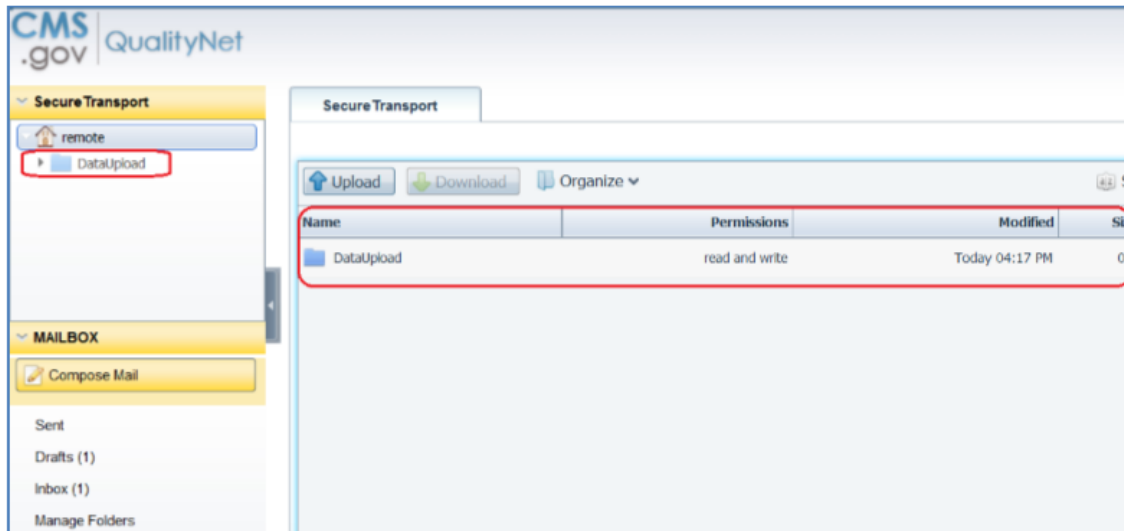 CMS
.gov
QualityNet
Secure Transport
remote
DataUpload
MAILBOX
Compose Mail
Sent
Drafts (1)
Inbox (1)
Manage Folders
Secure Transport
Upload Download Organize
Name Permissions Modified
DataUpload read and write Today 04:17 PM